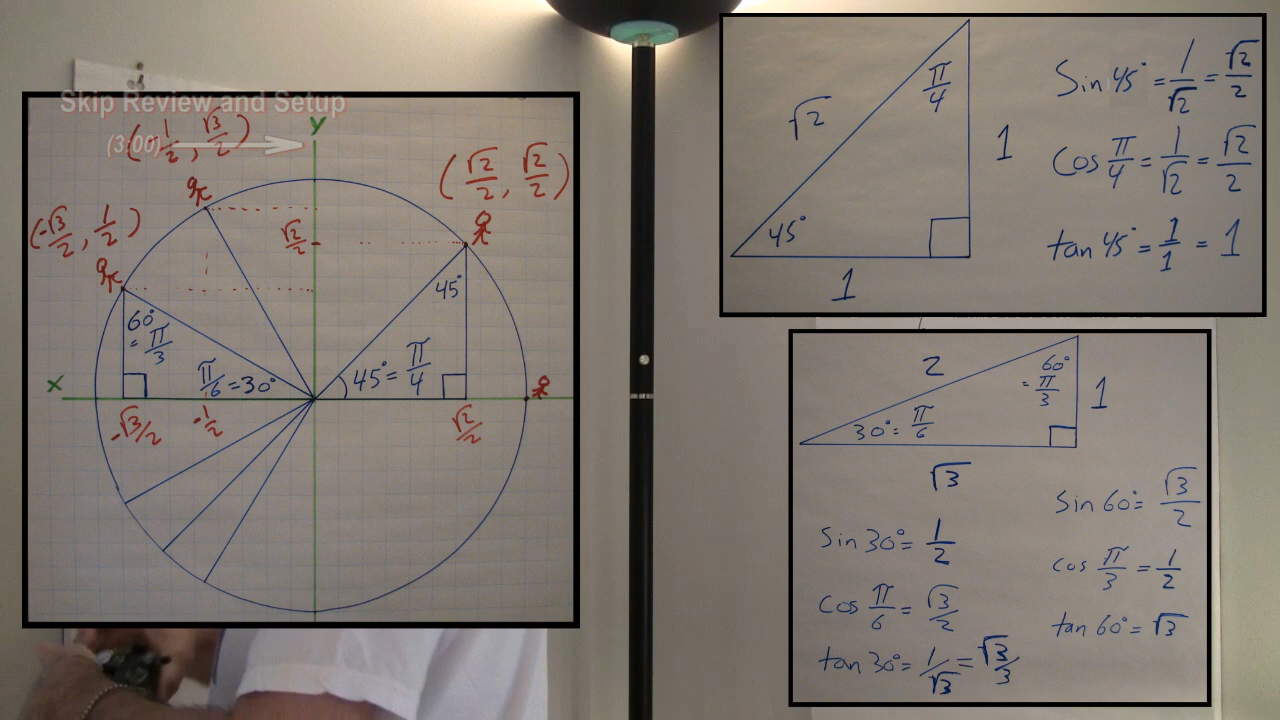 Skip Review and Setup
(3:00)
Y
(-1/2, √3/2)
(√2/2, √2/2)
(-√3/2, 1/2)
√2/2
45°
60°
= π/3
π/6 = 30°
45° = π/4
X
-√3/2
-1/2
√2/2
√2
π/4
1
45°
1
Sin 45° = 1/√2 = √2/2
Cos π/4 = 1/√2 = √2/2
tan 45° = 1/1 = 1
2
60°
= π/3
1
30° = π/6
√3
Sin 30° = 1/2
Cos π/6 = √3/2
tan 30° = 1/√3 = √3/3
Sin 60° = √3/2
cos π/3 = 1/2
tan 60° = √3